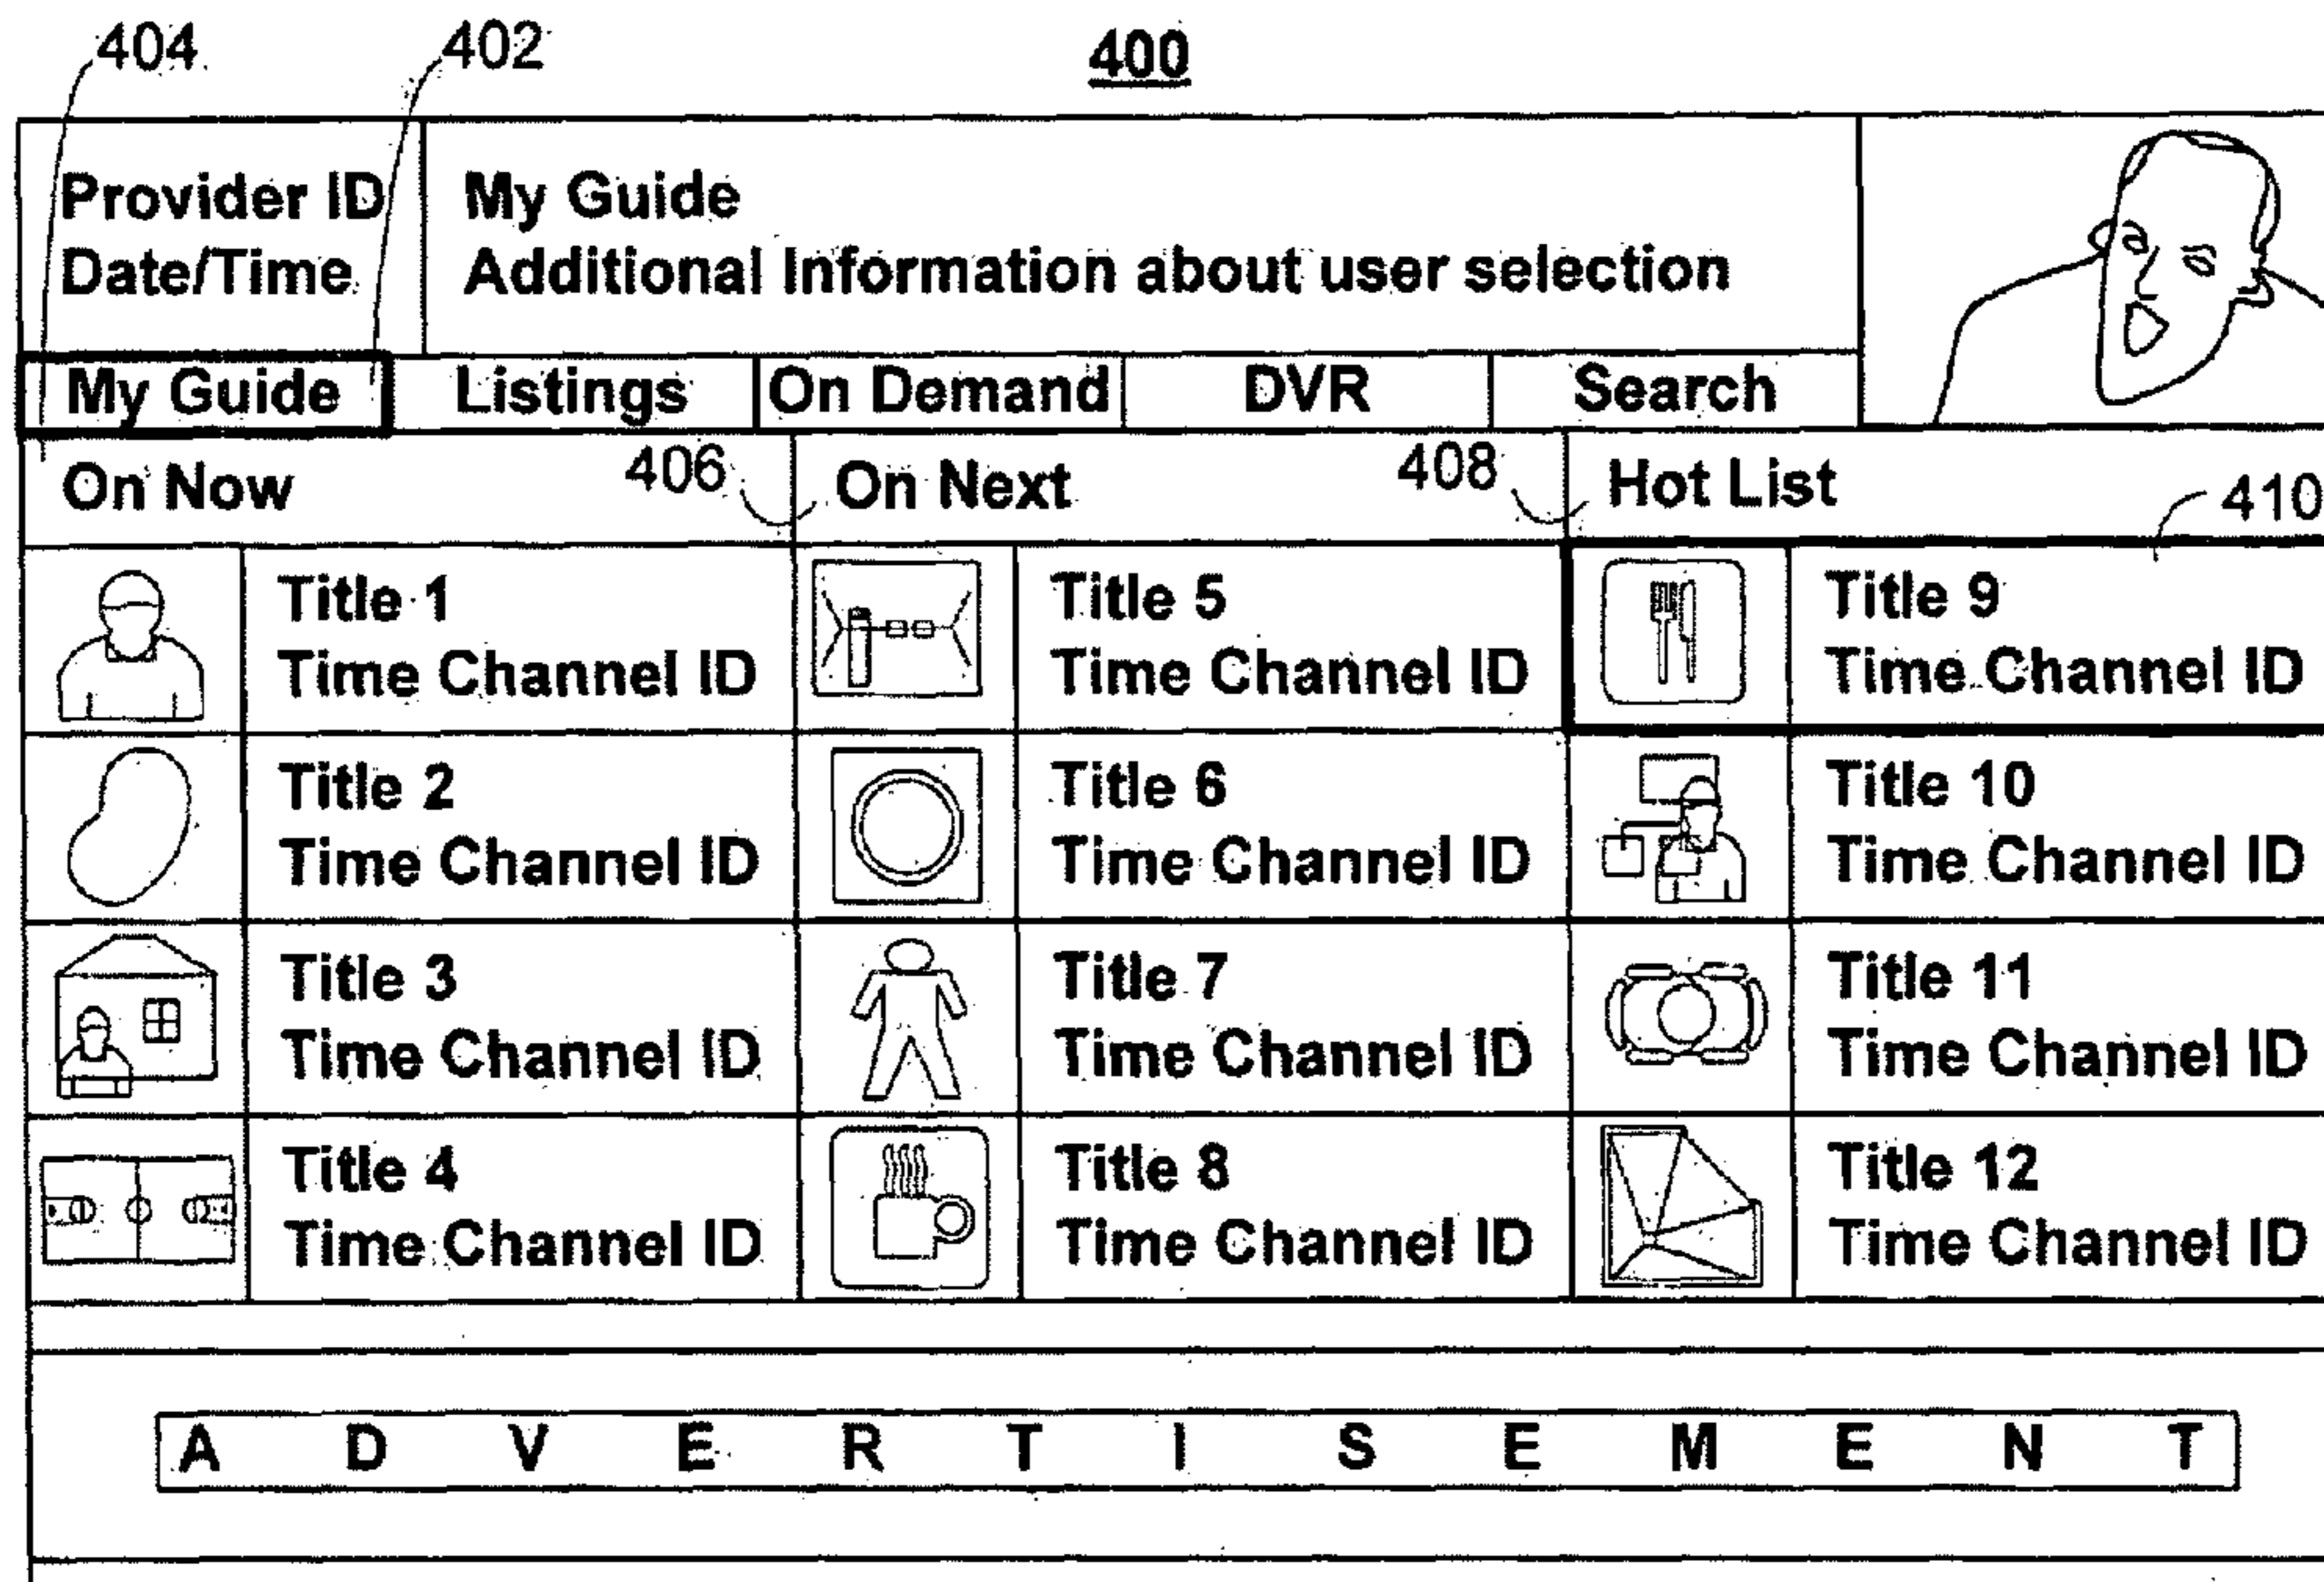 404 402 400
Provider ID
Date/Time
My Guide
Additional Information about user selection
My Guide Listings On Demand DVR Search
On Now 406 On Next 408 Hot List 410
Title 1 Title 5 Title 9
Time Channel ID Time Channel ID Time Channel ID
Title 2 Title 6 Title 10
Time Channel ID Time Channel ID Time Channel ID
Title 3 Title 7 Title 11
Time Channel ID Time Channel ID Time Channel ID
Title 4 Title 8 Title 12
Time Channel ID Time Channel ID Time Channel ID
A D V E R T I S E M E N T